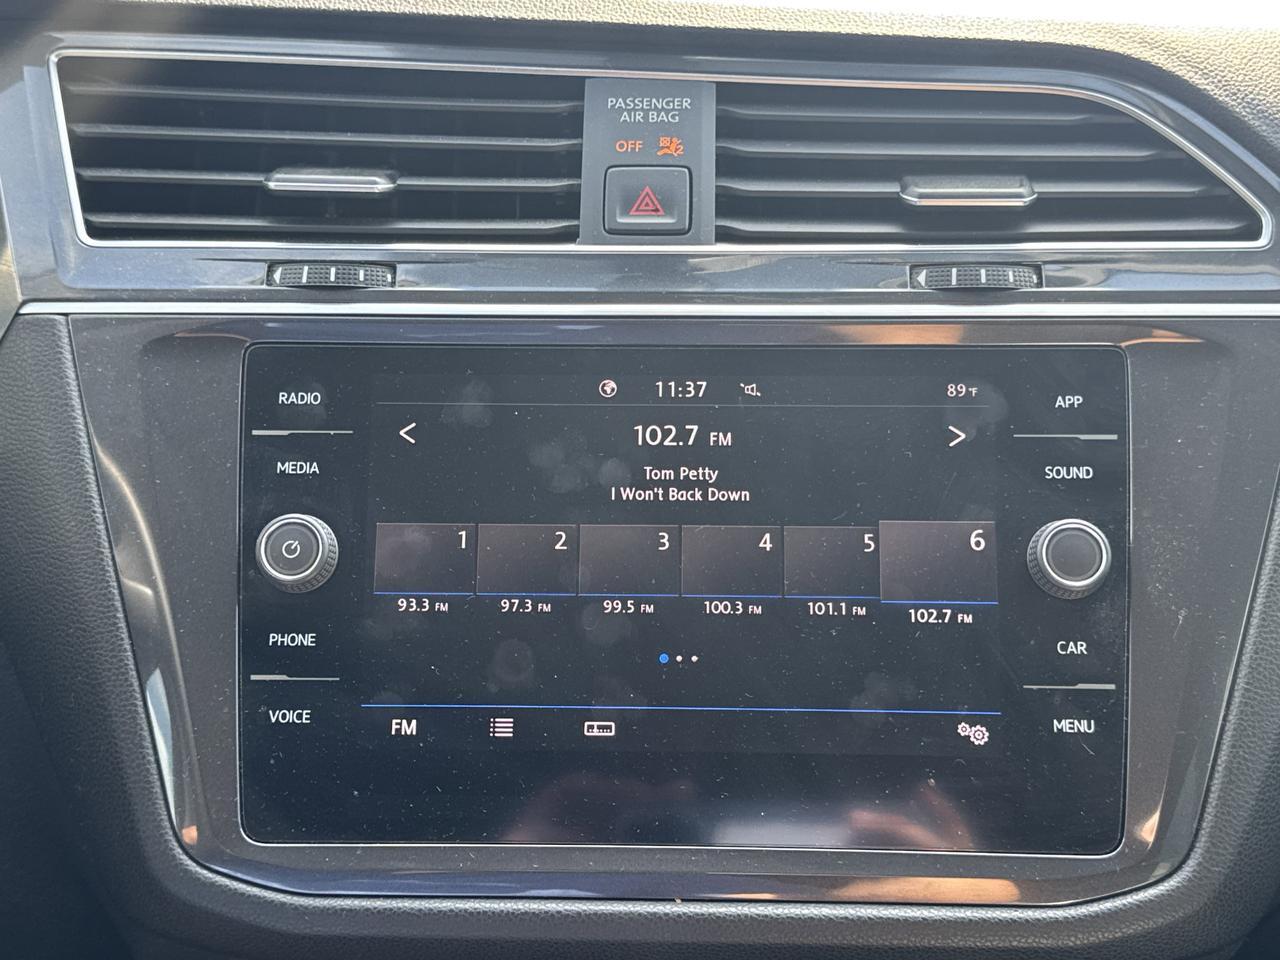 PASSENGER
AIR BAG
OFF
2
RADIO
MEDIA
PHONE
VOICE
11:37
89°F
102.7 FM
Tom Petty
I Won't Back Down
1 2 3 4 5 6
93.3 FM 97.3 FM 99.5 FM 100.3 FM 101.1 FM 102.7 FM
FM
APP
SOUND
CAR
MENU